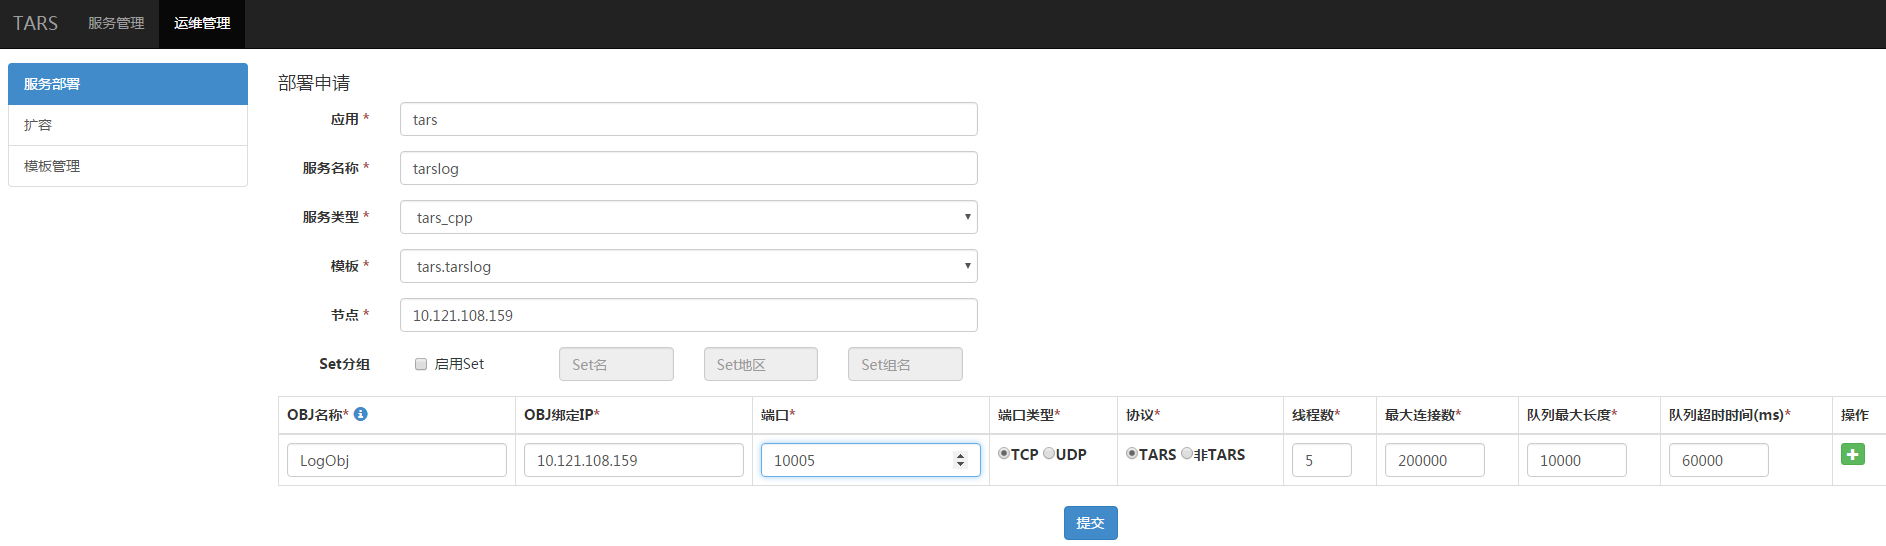 TARS 服务管理 运维管理
服务部署
扩容
模板管理
部署申请
应用 * tars
服务名称 * tarslog
服务类型 * tars_cpp
模板 * tars.tarslog
节点 * 10.121.108.159
Set分组 启用Set Set名 Set地区 Set组名
OBJ名称* OBJ绑定IP* 端口* 端口类型* 协议* 线程数* 最大连接数* 队列最大长度* 队列超时时间(ms)* 操作
LogObj 10.121.108.159 10005 TCP UDP TARS 非TARS 5 200000 10000 60000
提交